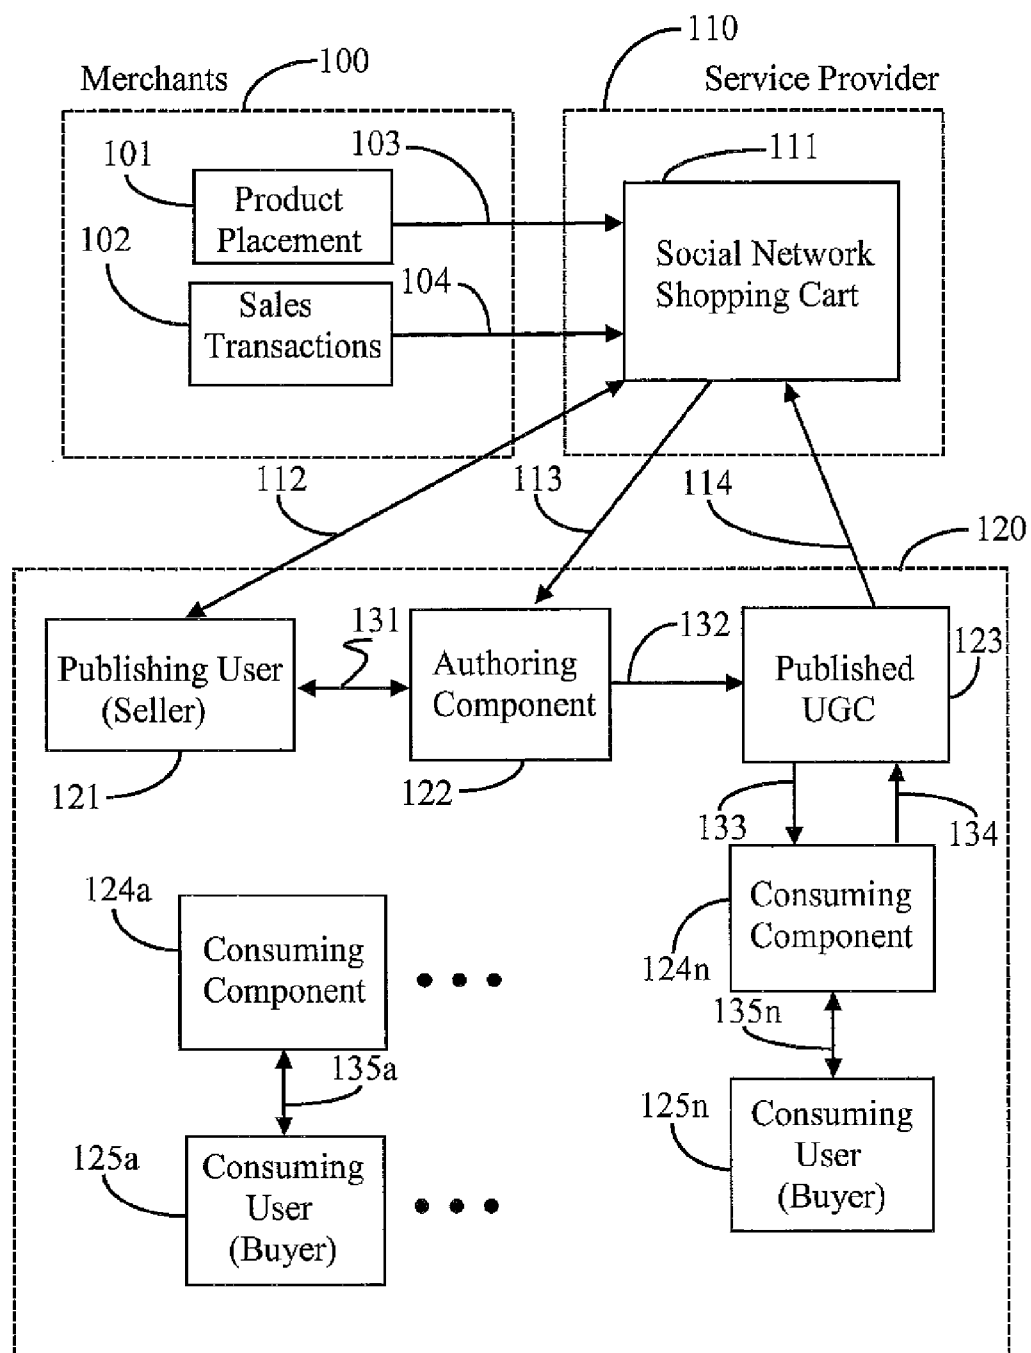 110
100
Merchants
Service Provider
103
111
101
Product
Placement
102
Social Network
Shopping Cart
104
Sales
Transactions
112
113
114
120
131
132
123
Publishing User
(Seller)
Authoring
Component
Published
UGC
121
122
133
134
124a
Consuming
Component
124n
Consuming
Component
135n
135a
125n
Consuming
User
(Buyer)
125a
Consuming
User
(Buyer)